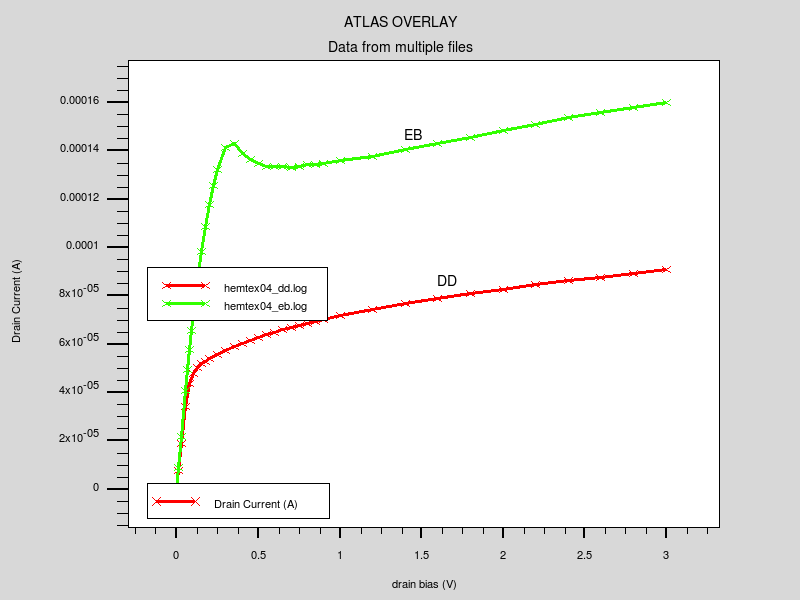 ATLAS OVERLAY
Data from multiple files
0.00016
EB
0.00014
0.00012
0.0001
DD
hemtex04_dd.log
8x10-05
hemtex04_eb.log
Drain Current (A)
6x10-05
4x10-05
2x10-05
0
Drain Current (A)
0 0.5 1 1.5 2 2.5 3
drain bias (V)